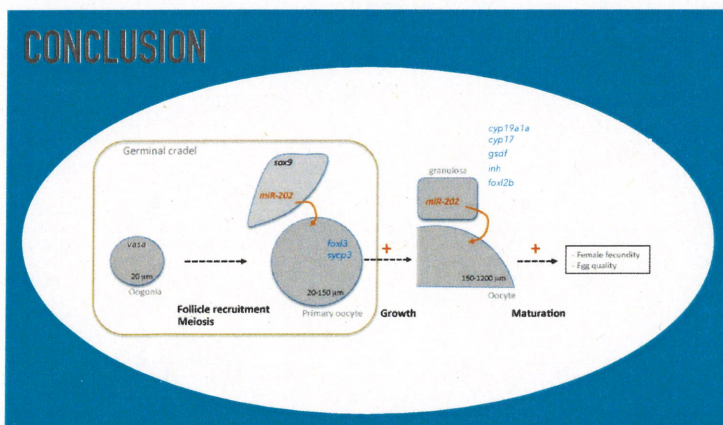 CONCLUSION
Germinal cradel
sox9
miR-202
vasa
20 µm
Oogonia
Follicle recruitment
Meiosis
foxl3
sycp3
20-150 µm
Primary oocyte
+
Growth
cyp19a1a
cyp17
gsdf
inh
foxl2b
granulosa
miR-202
150-1200 µm
Oocyte
+
Maturation
- Female fecundity
- Egg quality